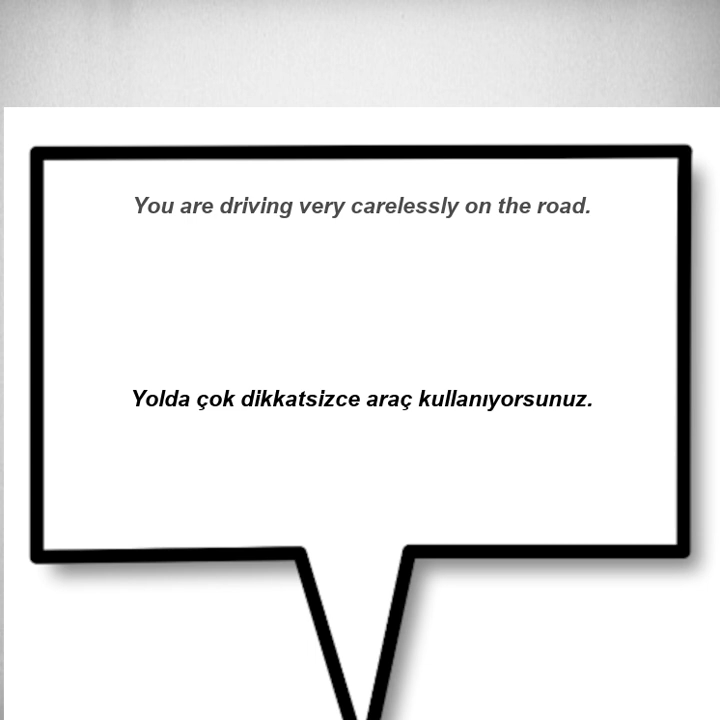 You are driving very carelessly on the road.
Yolda çok dikkatsizce araç kullanıyorsunuz.